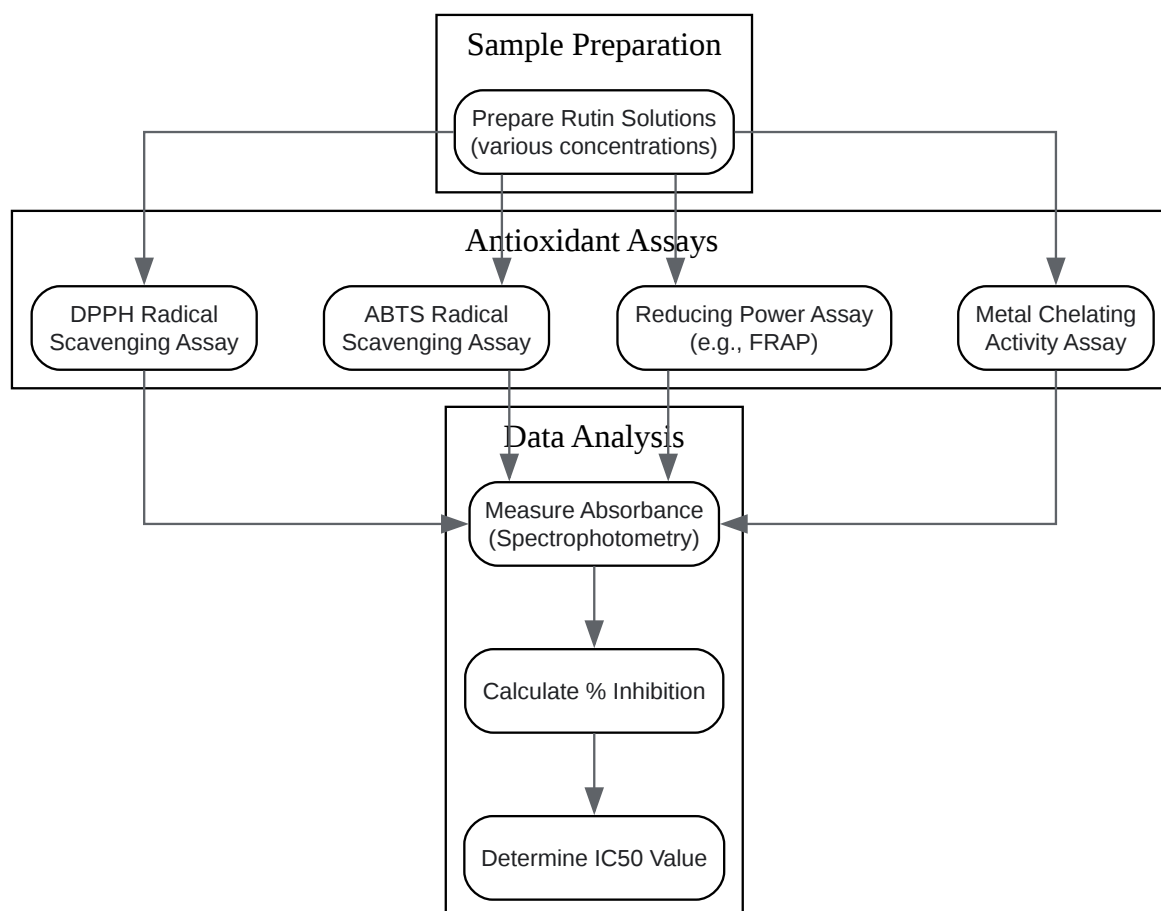 Sample Preparation
Prepare Rutin Solutions
(various concentrations)
Antioxidant Assays
DPPH Radical
Scavenging Assay
ABTS Radical
Scavenging Assay
Reducing Power Assay
(e.g., FRAP)
Metal Chelating
Activity Assay
Data Analysis
Measure Absorbance
(Spectrophotometry)
Calculate % Inhibition
Determine IC50 Value